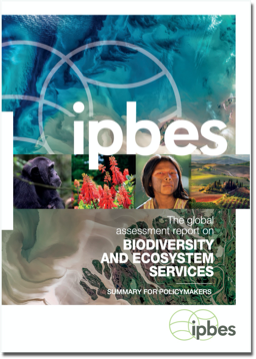 ipbes
The global
assessment report on
BIODIVERSITY
AND ECOSYSTEM
SERVICES
SUMMARY FOR POLICYMAKERS
ipbes